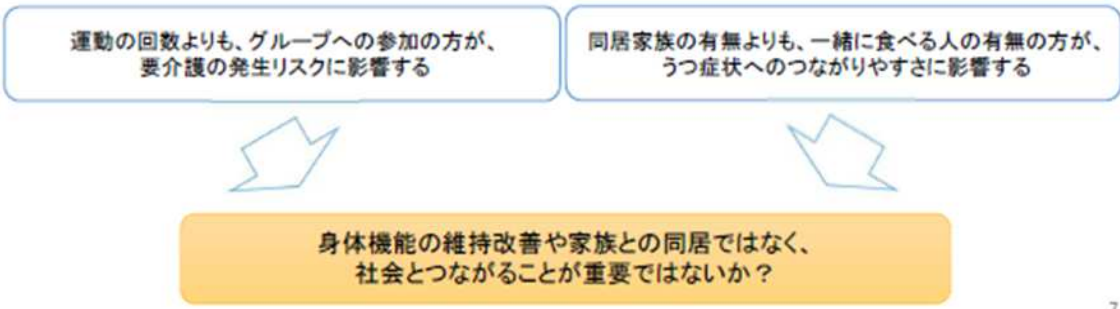 運動の回数よりも、グループへの参加の方が、
要介護の発生リスクに影響する
同居家族の有無よりも、一緒に食べる人の有無の方が、
うつ症状へのつながりやすさに影響する
身体機能の維持改善や家族との同居ではなく、
社会とつながることが重要ではないか？